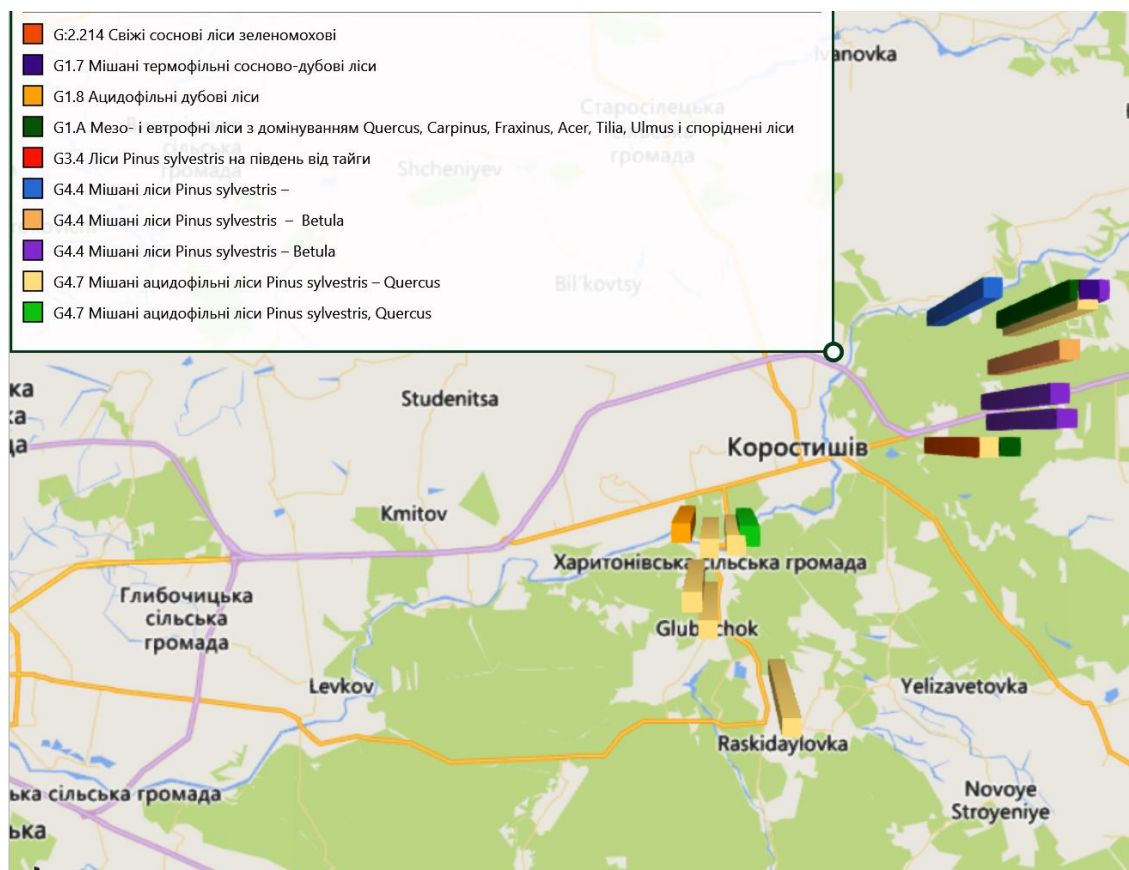 G:2.214 Свіжі соснові ліси зеленомохові
G1.7 Мішані термофільні сосново-дубові ліси
G1.8 Ацидофільні дубові ліси
G1.A Мезо- і евтрофні ліси з домінуванням Quercus, Carpinus, Fraxinus, Acer, Tilia, Ulmus і споріднені ліси
G3.4 Ліси Pinus sylvestris на південь від тайги
G4.4 Мішані ліси Pinus sylvestris –
G4.4 Мішані ліси Pinus sylvestris – Betula
G4.4 Мішані ліси Pinus sylvestris – Betula
G4.7 Мішані ацидофільні ліси Pinus sylvestris – Quercus
G4.7 Мішані ацидофільні ліси Pinus sylvestris, Quercus
Ivanovka
Старосілецька
сільська
громада
Shcheniyev
Bil'kovtsy
Studenitsa
Коростишів
Kmitov
Харитонівська сільська громада
Глибочицька
сільська
громада
Levkov
Yelizavetovka
Raskidaylovka
Novoye
Stroyeniye
ька сільська громада
ька